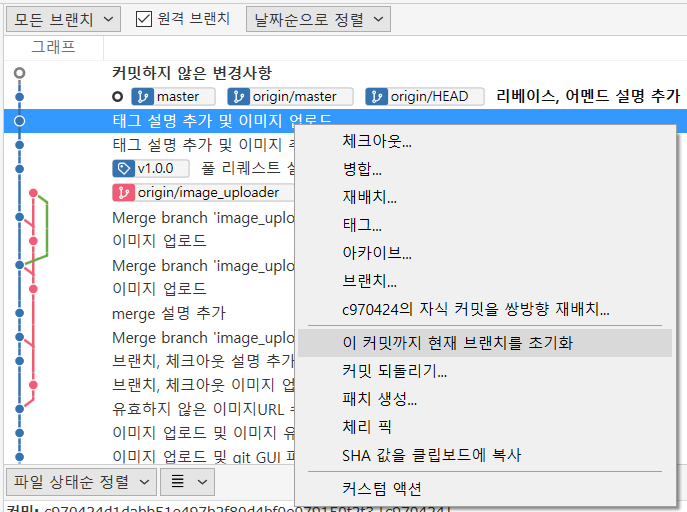 모든 브랜치 원격 브랜치 날짜순으로 정렬
그래프
커밋하지 않은 변경사항
master origin/master origin/HEAD 리베이스, 어멘드 설명 추가
태그 설명 추가 및 이미지 업로드
태그 설명 추가 및 이미지
v1.0.0 풀 리퀘스트
origin/image_uploader
Merge branch 'image_uplo
이미지 업로드
Merge branch 'image_uplo
이미지 업로드
merge 설명 추가
Merge branch 'image_uplo
브랜치, 체크아웃 설명 추가
브랜치, 체크아웃 이미지 업
유효하지 않은 이미지URL
이미지 업로드 및 이미지
이미지 업로드 및 git GUI
체크아웃...
병합...
재배치...
태그...
아카이브...
브랜치...
c970424의 자식 커밋을 쌍방향 재배치...
이 커밋까지 현재 브랜치를 초기화
커밋 되돌리기...
패치 생성...
체리 픽
SHA 값을 클립보드에 복사
커스텀 액션
파일 상태순 정렬